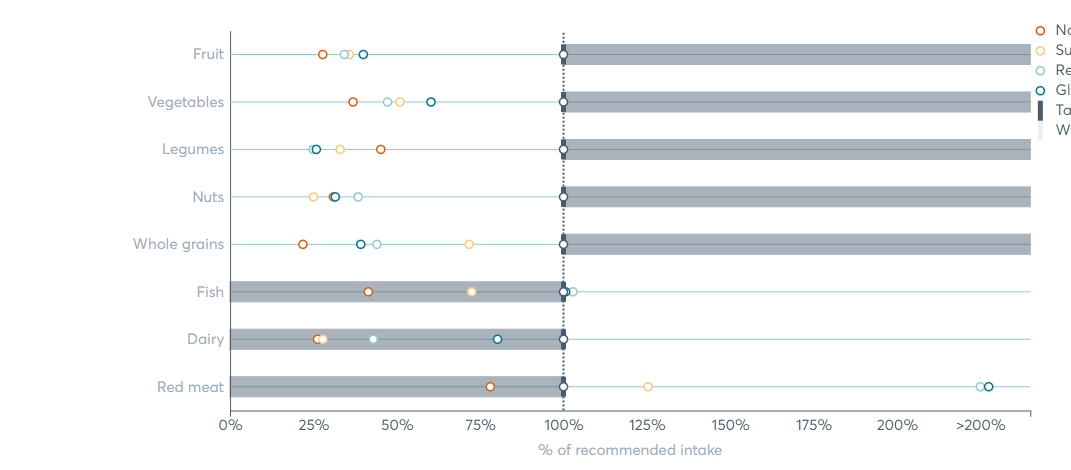 Fruit
Vegetables
Legumes
Nuts
Whole grains
Fish
Dairy
Red meat
0% 25% 50% 75% 100% 125% 150% 175% 200% >200%
% of recommended intake